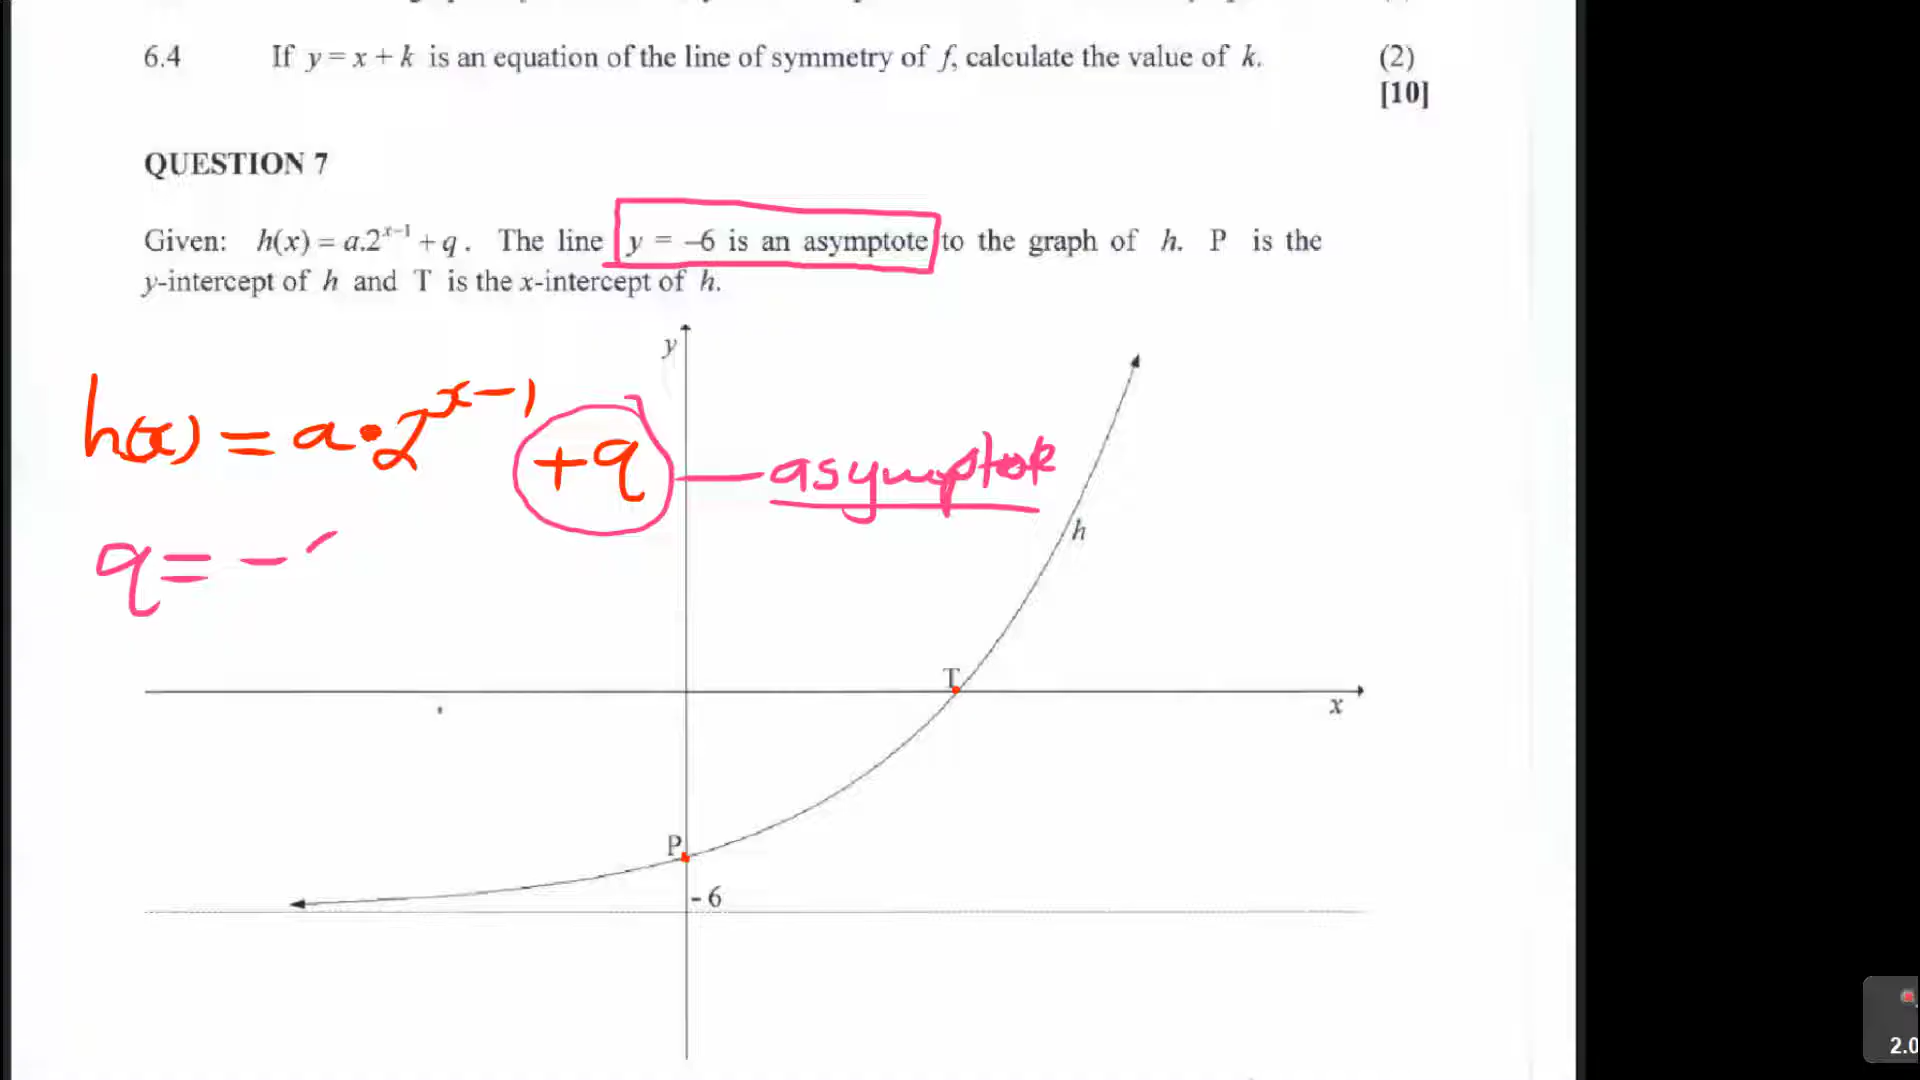 6.4 If y = x + k is an equation of the line of symmetry of f, calculate the value of k. (2)
[10]
QUESTION 7
Given: h(x) = a.2^{x-1} + q. The line y = –6 is an asymptote to the graph of h. P is the
y-intercept of h and T is the x-intercept of h.
y
h(x) = a·2^{x-1} +q — asymptote
q = -
h
T
x
P
- 6
2.0